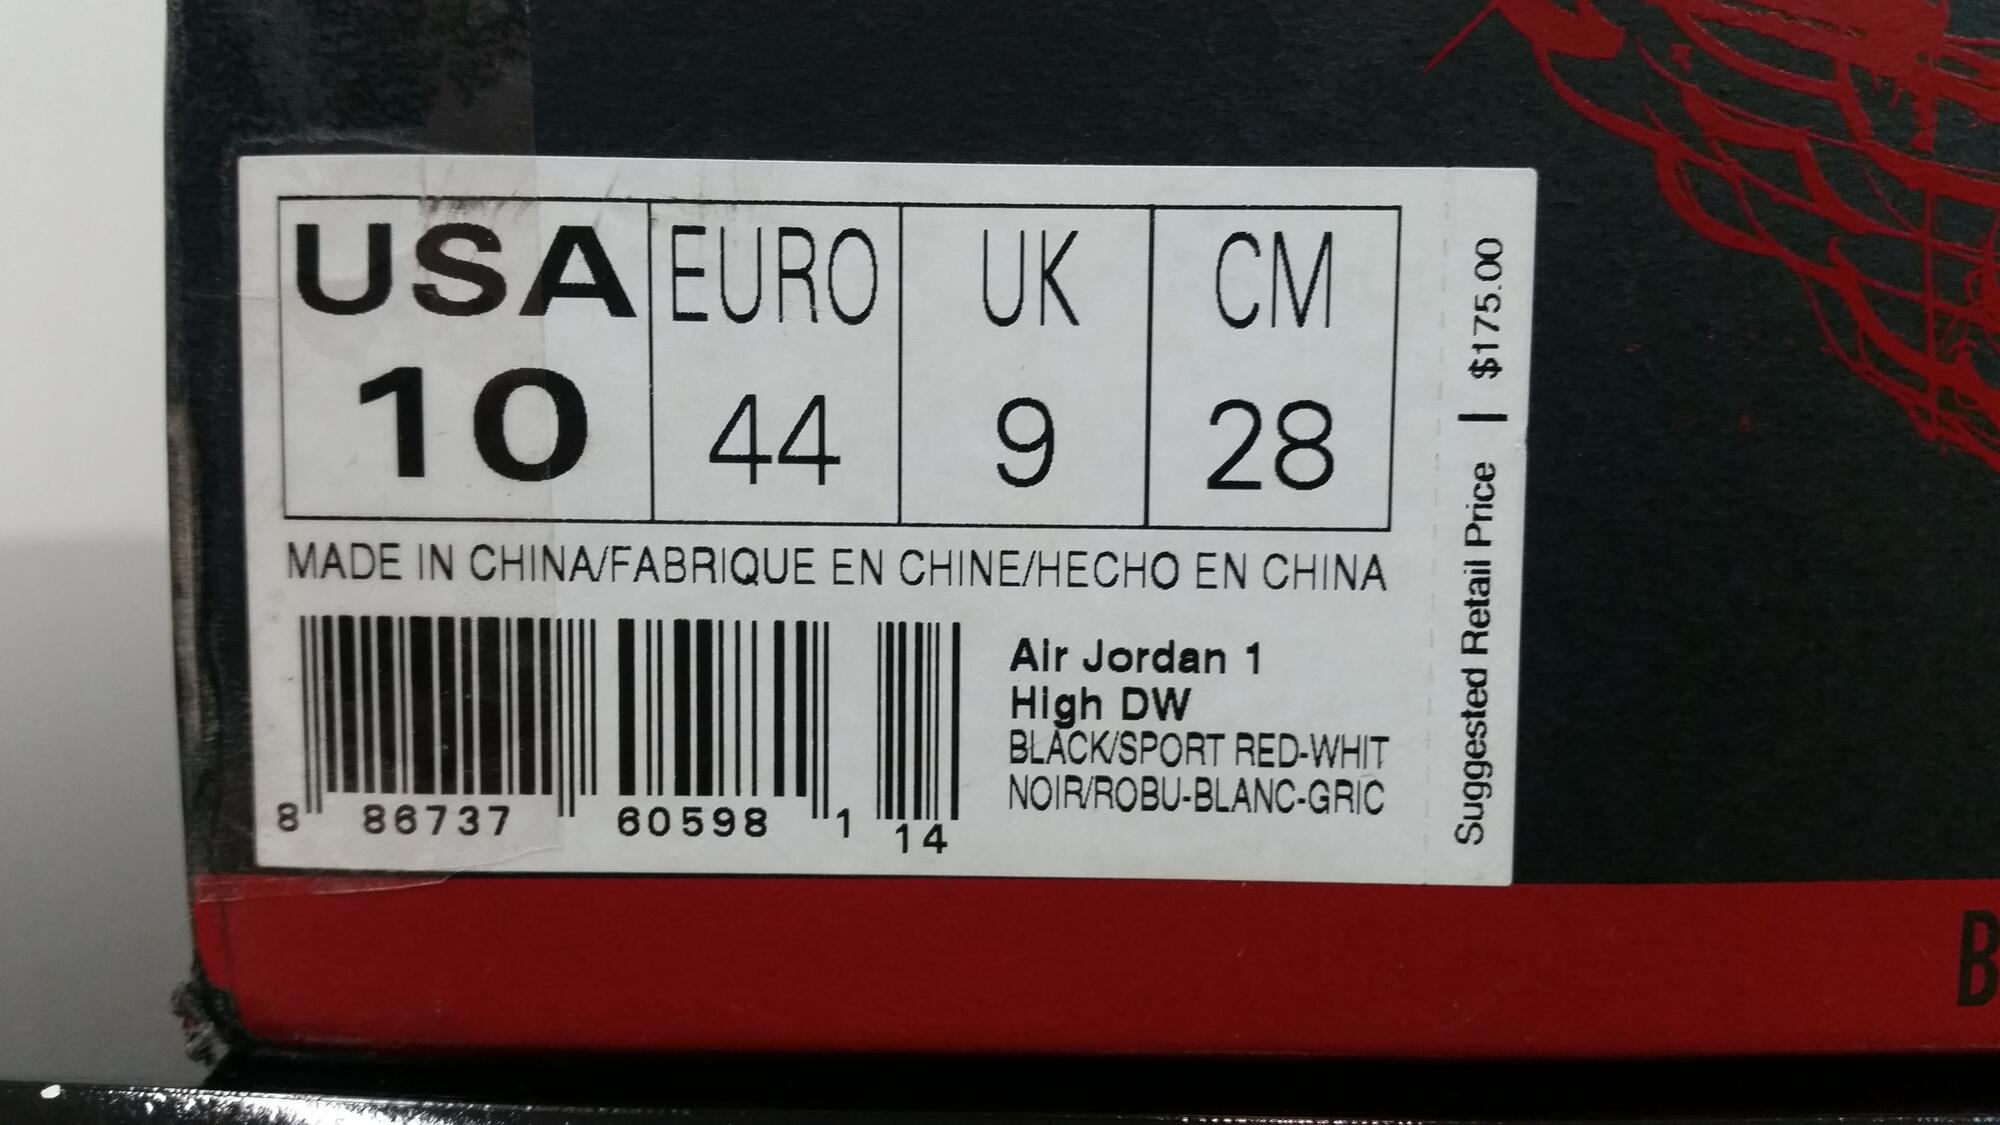 USA EURO UK CM
10 44 9 28
MADE IN CHINA/FABRIQUE EN CHINE/HECHO EN CHINA
Air Jordan 1
High DW
BLACK/SPORT RED-WHIT
NOIR/ROBU-BLANC-GRIC
8 86737 60598 1 14
Suggested Retail Price | $175.00
B